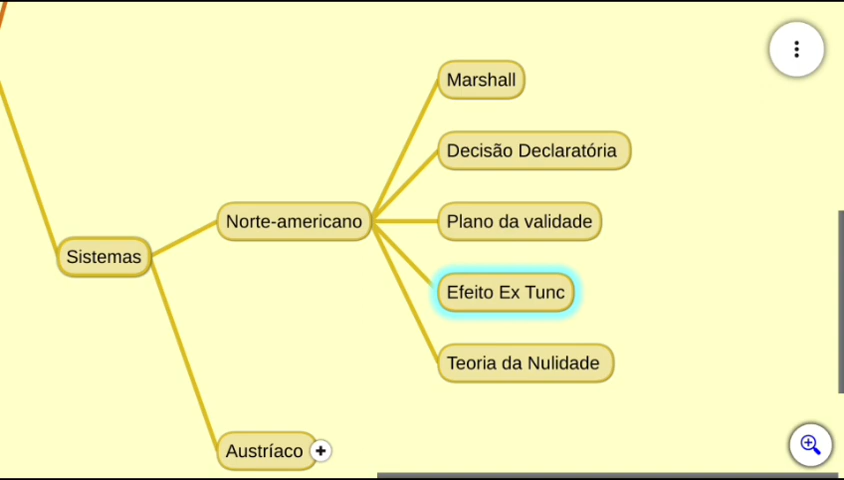 Marshall
Decisão Declaratória
Norte-americano
Plano da validade
Sistemas
Efeito Ex Tunc
Teoria da Nulidade
Austríaco